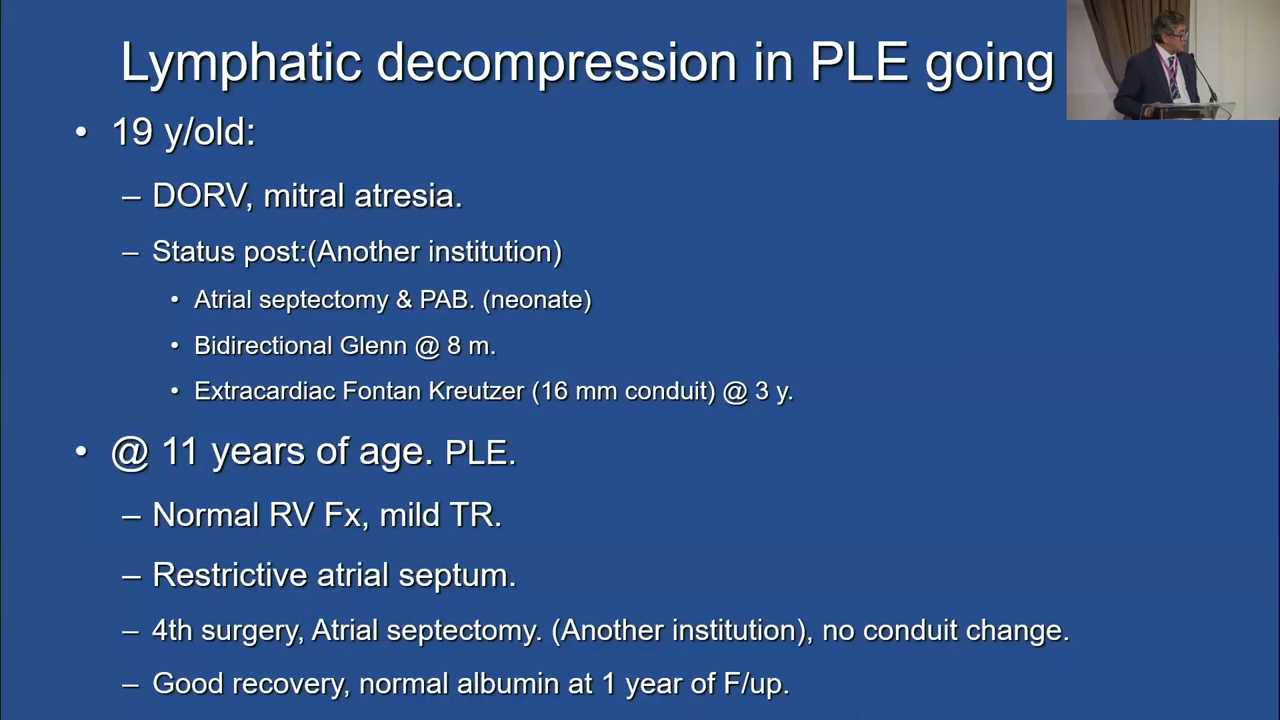 Lymphatic decompression in PLE going
• 19 y/old:
– DORV, mitral atresia.
– Status post:(Another institution)
• Atrial septectomy & PAB. (neonate)
• Bidirectional Glenn @ 8 m.
• Extracardiac Fontan Kreutzer (16 mm conduit) @ 3 y.
• @ 11 years of age. PLE.
– Normal RV Fx, mild TR.
– Restrictive atrial septum.
– 4th surgery, Atrial septectomy. (Another institution), no conduit change.
– Good recovery, normal albumin at 1 year of F/up.